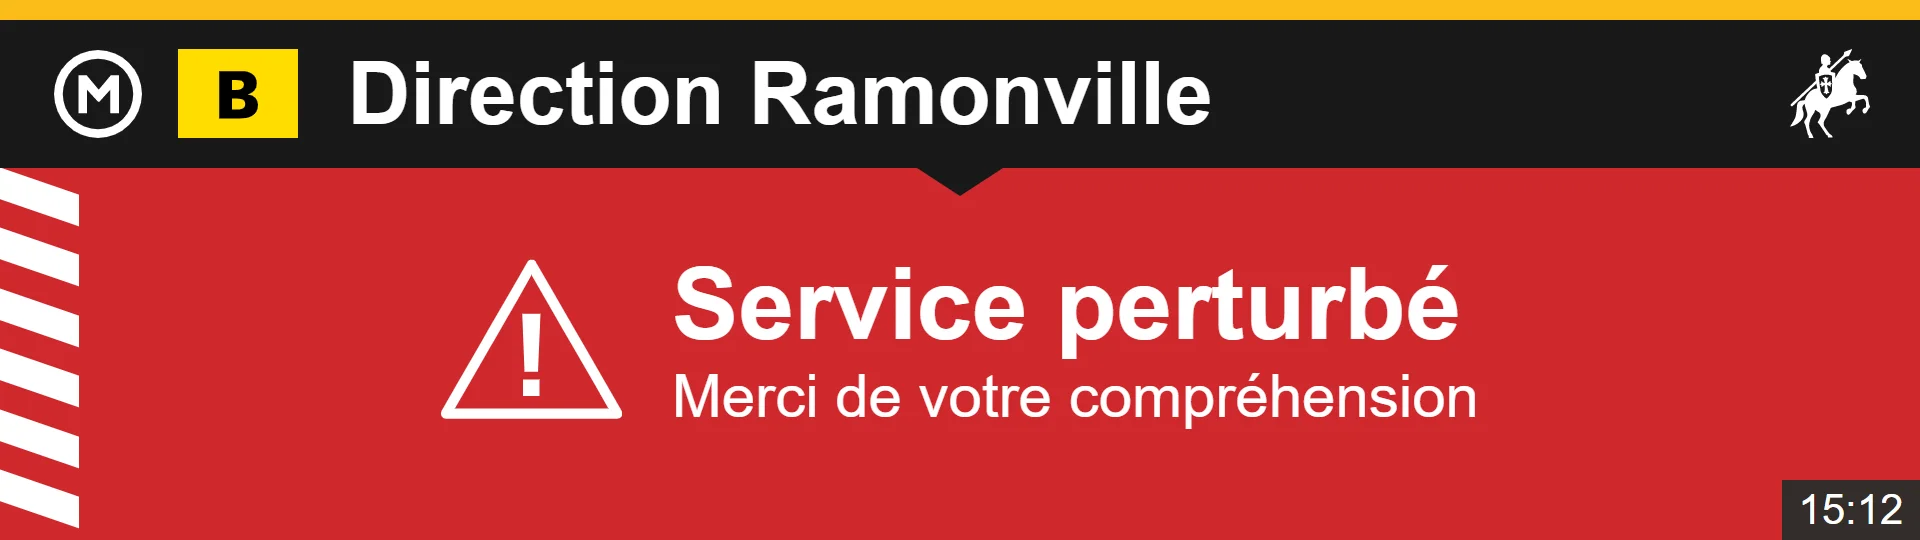 M B Direction Ramonville
Service perturbé
Merci de votre compréhension
15:12